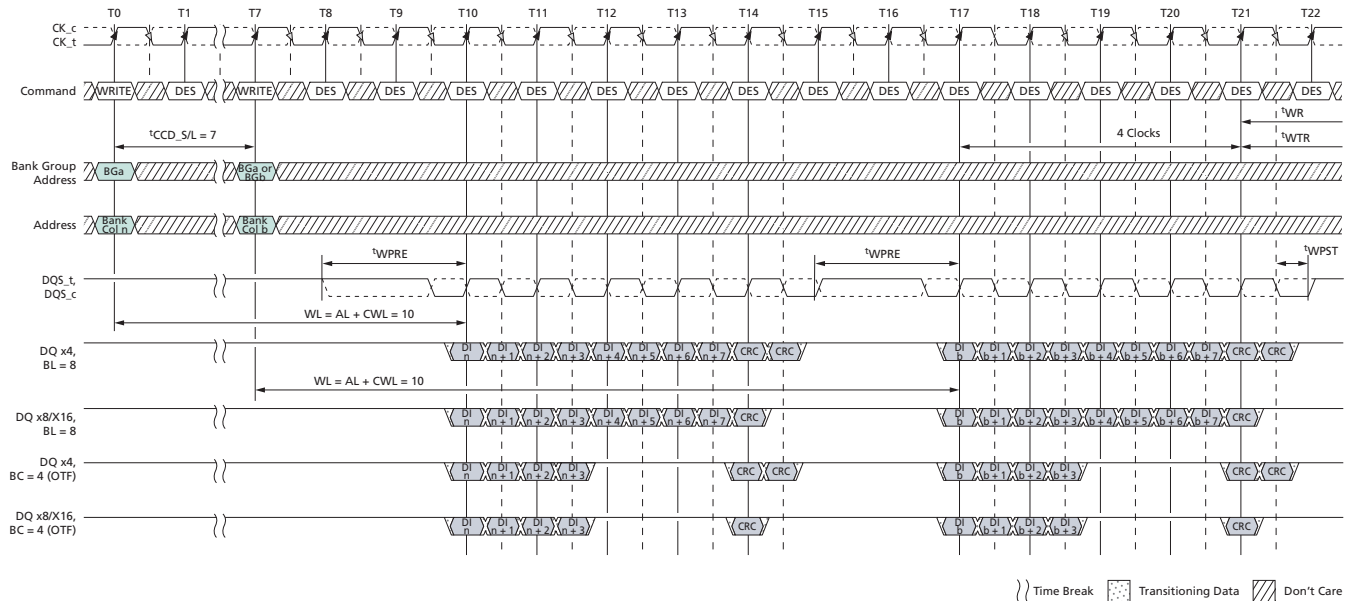 T0 T1 T7 T8 T9 T10 T11 T12 T13 T14 T15 T16 T17 T18 T19 T20 T21 T22
CK_c
CK_t
Command WRITE DES WRITE DES DES DES DES DES DES DES DES DES DES DES DES DES DES DES
tWR
tCCD_S/L = 7
4 Clocks
tWTR
Bank Group
Address
BGa
BGa or
BGb
Address
Bank
Col n
Bank
Col b
tWPRE tWPRE tWPST
DQS_t,
DQS_c
WL = AL + CWL = 10
DQ x4,
BL = 8
DI n DI n + 1 DI n + 2 DI n + 3 DI n + 4 DI n + 5 DI n + 6 DI n + 7 CRC CRC DI b DI b + 1 DI b + 2 DI b + 3 DI b + 4 DI b + 5 DI b + 6 DI b + 7 CRC CRC
WL = AL + CWL = 10
DQ x8/X16,
BL = 8
DI n DI n + 1 DI n + 2 DI n + 3 DI n + 4 DI n + 5 DI n + 6 DI n + 7 CRC DI b DI b + 1 DI b + 2 DI b + 3 DI b + 4 DI b + 5 DI b + 6 DI b + 7 CRC
DQ x4,
BC = 4 (OTF)
DI n DI n + 1 DI n + 2 DI n + 3 CRC CRC DI b DI b + 1 DI b + 2 DI b + 3 CRC CRC
DQ x8/X16,
BC = 4 (OTF)
DI n DI n + 1 DI n + 2 DI n + 3 CRC DI b DI b + 1 DI b + 2 DI b + 3 CRC
Time Break Transitioning Data Don't Care